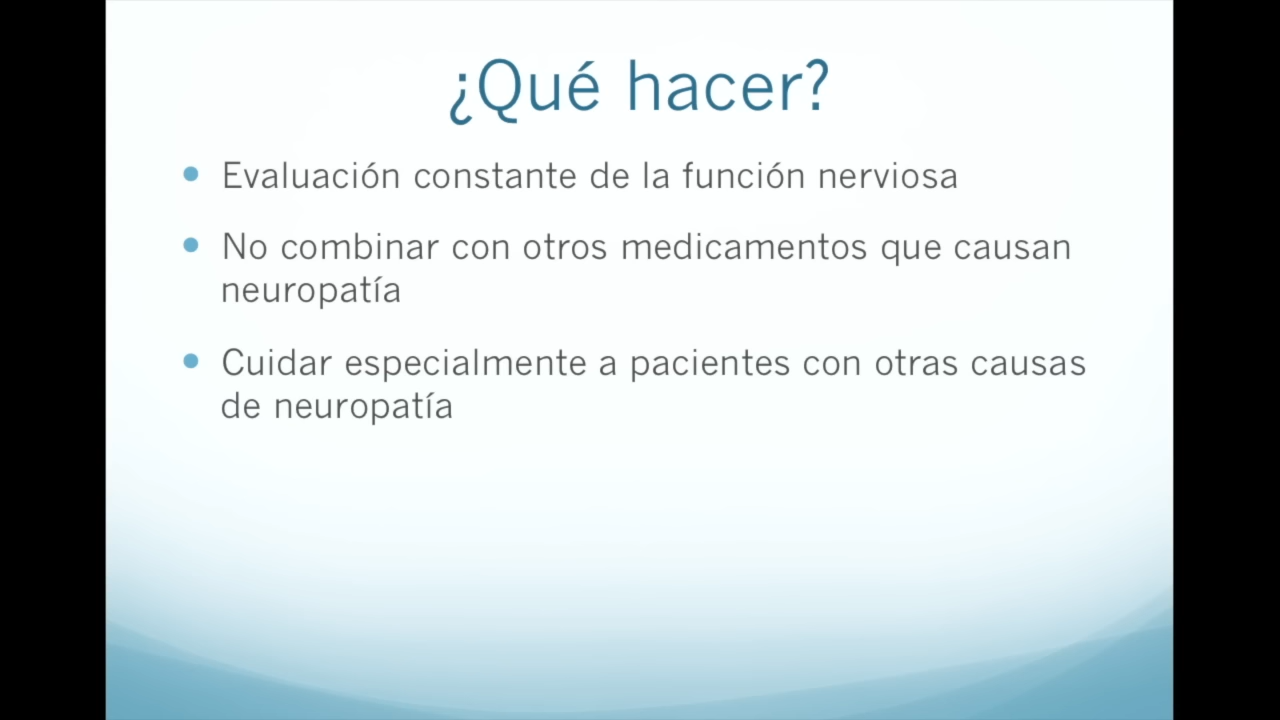 ¿Qué hacer?
Evaluación constante de la función nerviosa
No combinar con otros medicamentos que causan
neuropatía
Cuidar especialmente a pacientes con otras causas
de neuropatía